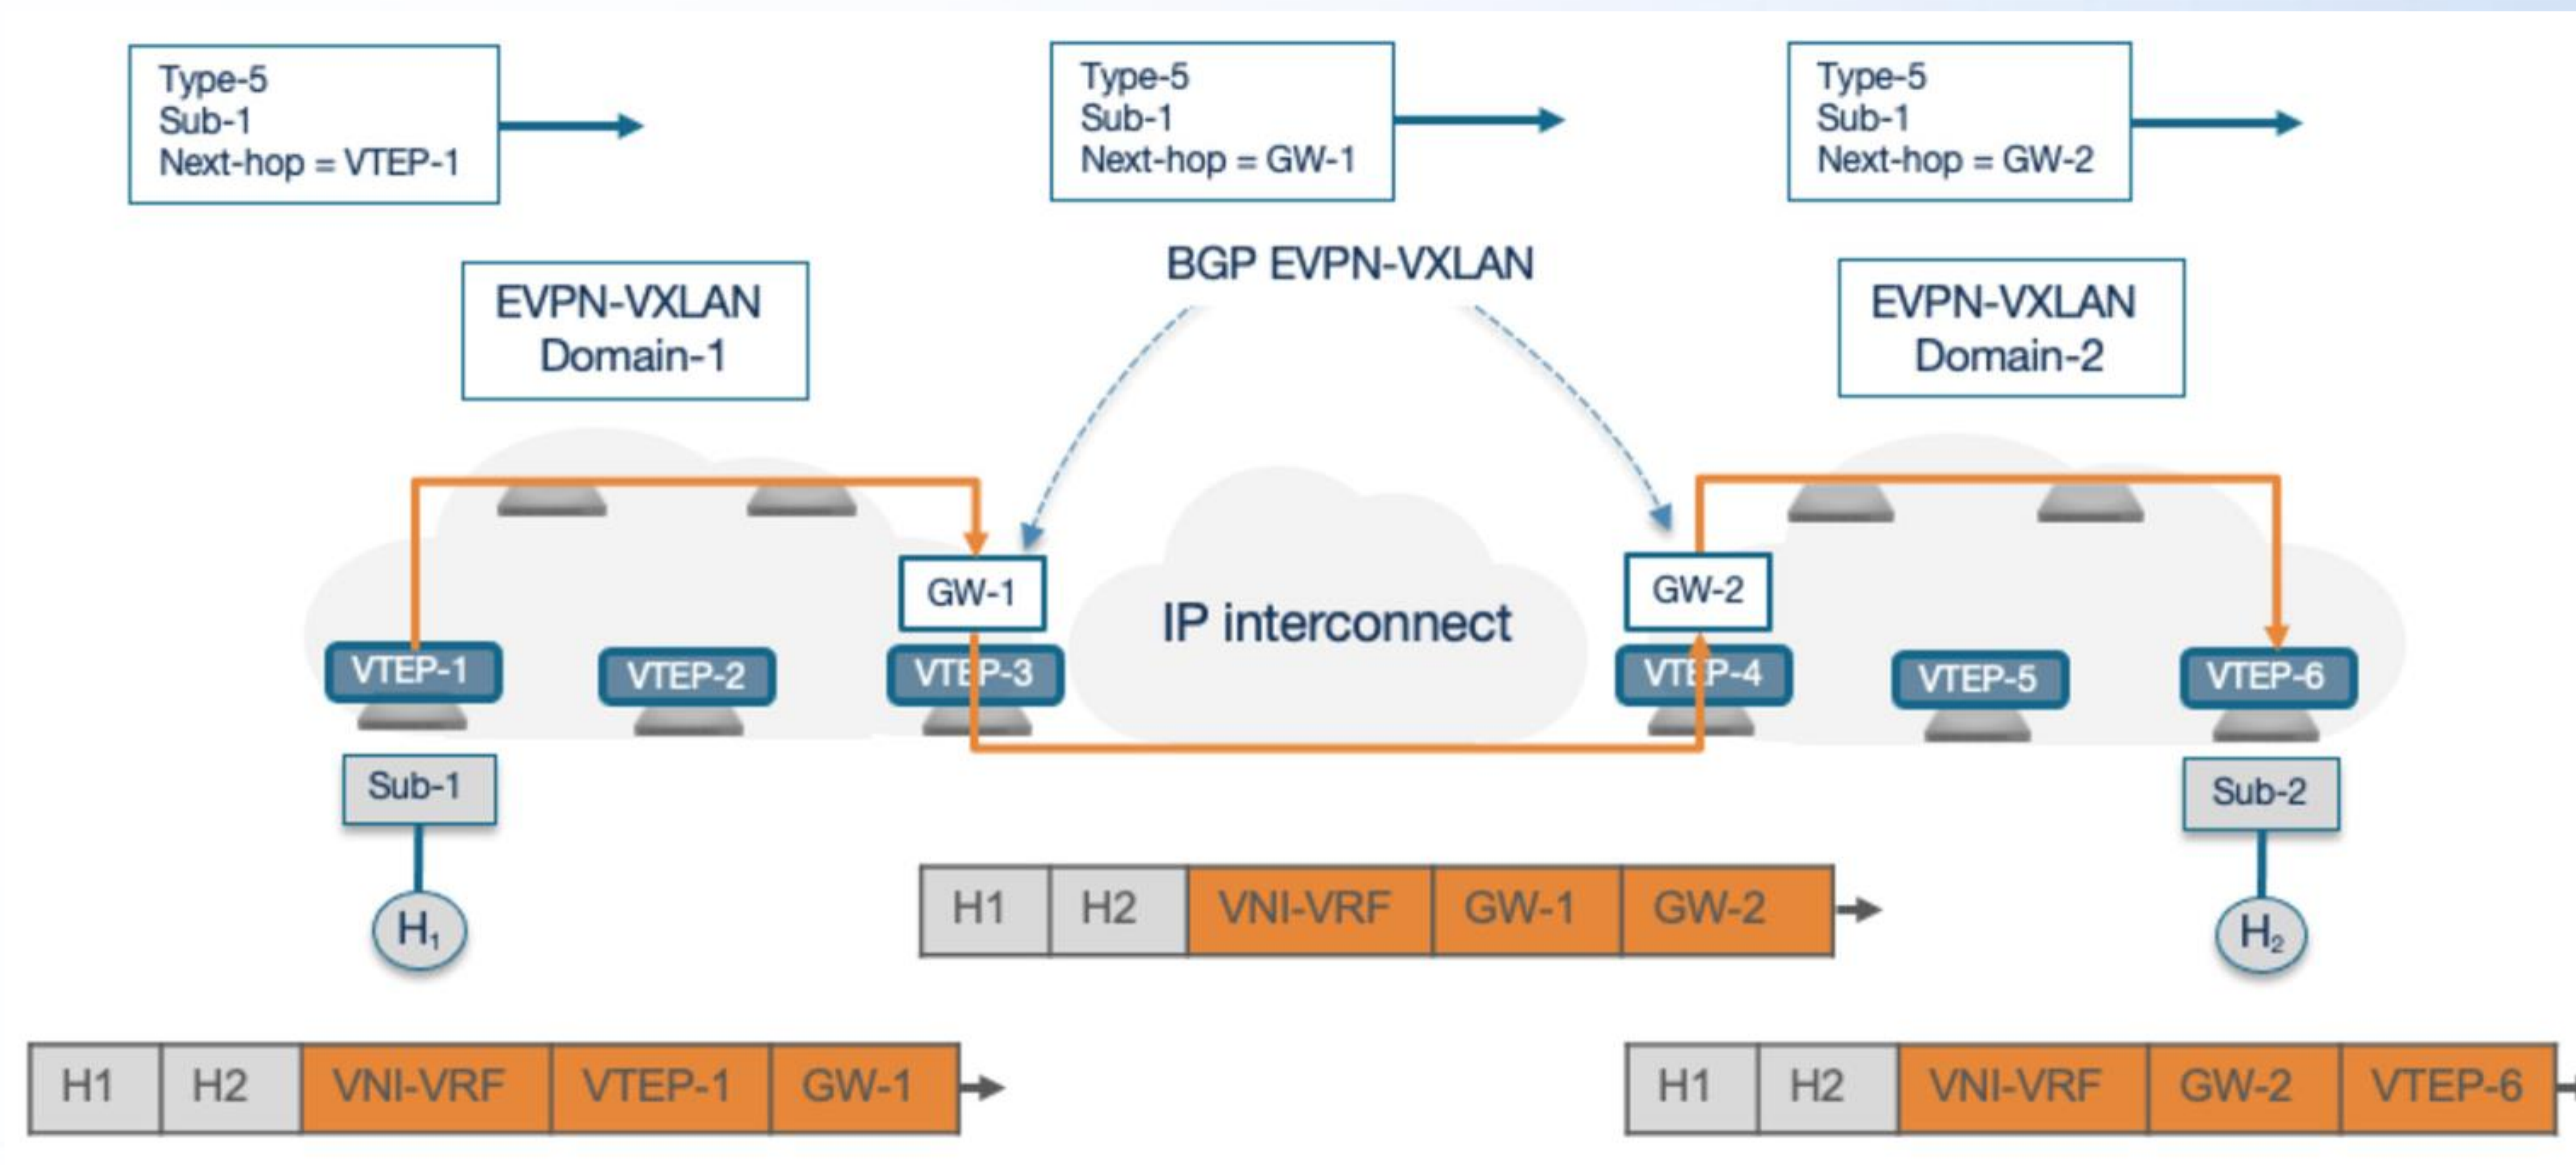 Type-5
Sub-1
Next-hop = VTEP-1
Type-5
Sub-1
Next-hop = GW-1
Type-5
Sub-1
Next-hop = GW-2
BGP EVPN-VXLAN
EVPN-VXLAN
Domain-1
EVPN-VXLAN
Domain-2
GW-1
IP interconnect
GW-2
VTEP-1
VTEP-2
VTEP-3
VTEP-4
VTEP-5
VTEP-6
Sub-1
Sub-2
H1
H2
H1 H2 VNI-VRF GW-1 GW-2
H1 H2 VNI-VRF VTEP-1 GW-1
H1 H2 VNI-VRF GW-2 VTEP-6